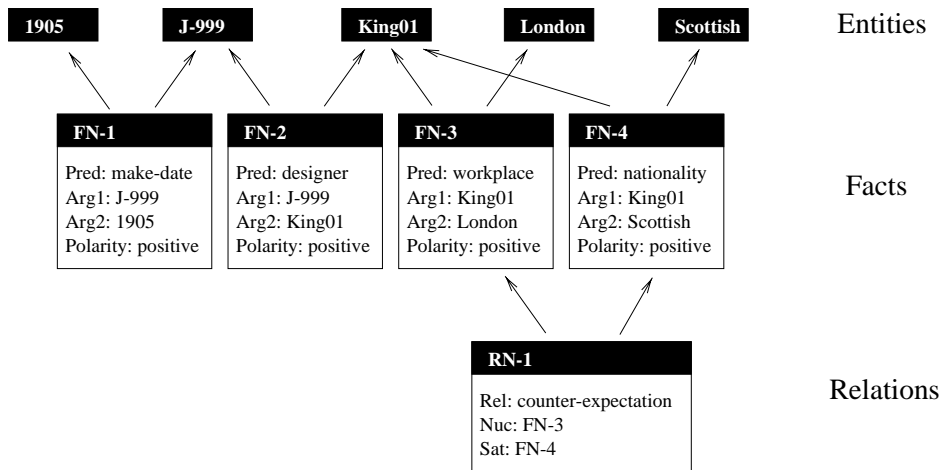 1905
J-999
King01
London
Scottish
Entities
FN-1
Pred: make-date
Arg1: J-999
Arg2: 1905
Polarity: positive
FN-2
Pred: designer
Arg1: J-999
Arg2: King01
Polarity: positive
FN-3
Pred: workplace
Arg1: King01
Arg2: London
Polarity: positive
FN-4
Pred: nationality
Arg1: King01
Arg2: Scottish
Polarity: positive
Facts
RN-1
Rel: counter-expectation
Nuc: FN-3
Sat: FN-4
Relations